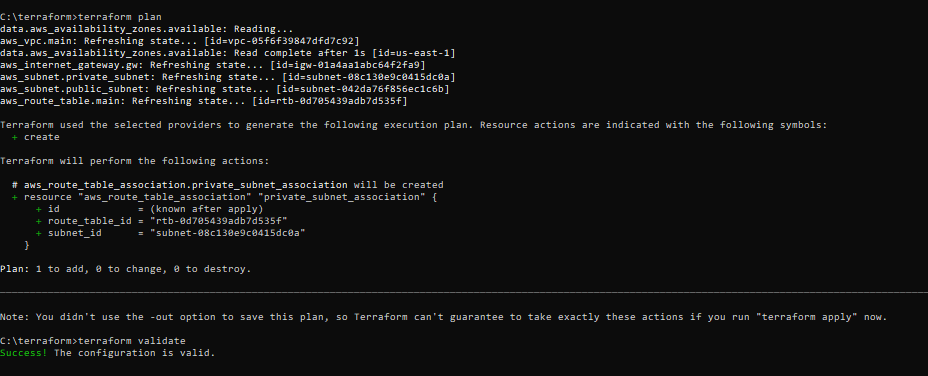 C:\terraform>terraform plan
data.aws_availability_zones.available: Reading...
aws_vpc.main: Refreshing state... [id=vpc-05f6f39847dfd7c92]
data.aws_availability_zones.available: Read complete after 1s [id=us-east-1]
aws_internet_gateway.gw: Refreshing state... [id=igw-01a4aa1abc64f2fa9]
aws_subnet.private_subnet: Refreshing state... [id=subnet-08c130e9c0415dc0a]
aws_subnet.public_subnet: Refreshing state... [id=subnet-042da76f856ec1c6b]
aws_route_table.main: Refreshing state... [id=rtb-0d705439adb7d535f]
Terraform used the selected providers to generate the following execution plan. Resource actions are indicated with the following symbols:
  + create
Terraform will perform the following actions:
  # aws_route_table_association.private_subnet_association will be created
  + resource "aws_route_table_association" "private_subnet_association" {
      + id             = (known after apply)
      + route_table_id = "rtb-0d705439adb7d535f"
      + subnet_id      = "subnet-08c130e9c0415dc0a"
    }
Plan: 1 to add, 0 to change, 0 to destroy.
Note: You didn't use the -out option to save this plan, so Terraform can't guarantee to take exactly these actions if you run "terraform apply" now.
C:\terraform>terraform validate
Success! The configuration is valid.